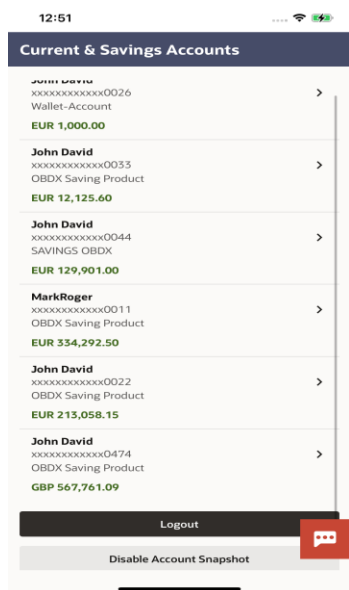 12:51
Current & Savings Accounts
John David
xxxxxxxxxxxx0026
Wallet-Account
EUR 1,000.00
John David
xxxxxxxxxxxx0033
OBDX Saving Product
EUR 12,125.60
John David
xxxxxxxxxxxx0044
SAVINGS OBDX
EUR 129,901.00
MarkRoger
xxxxxxxxxxxx0011
OBDX Saving Product
EUR 334,292.50
John David
xxxxxxxxxxxx0022
OBDX Saving Product
EUR 213,058.15
John David
xxxxxxxxxxxx0474
OBDX Saving Product
GBP 567,761.09
Logout
Disable Account Snapshot